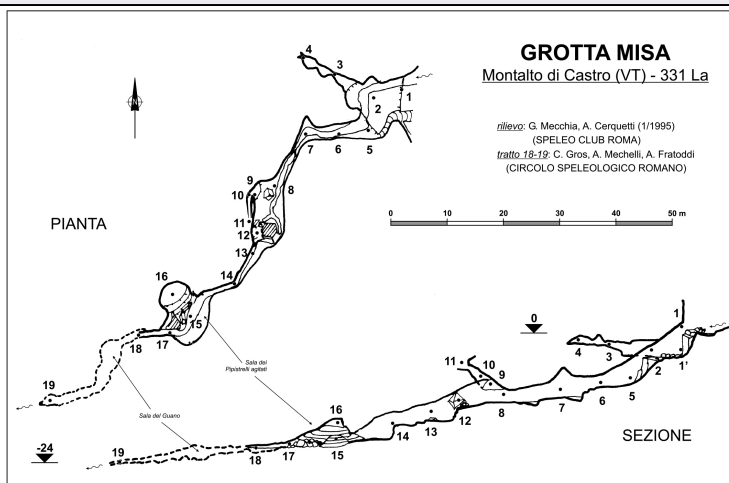 GROTTA MISA
Montalto di Castro (VT) - 331 La
rilievo: G. Mecchia, A. Cerquetti (1/1995)
(SPELEO CLUB ROMA)
tratto 18-19: C. Gros, A. Mechelli, A. Fratoddi
(CIRCOLO SPELEOLOGICO ROMANO)
0 10 20 30 40 50 m
PIANTA
4
3
1
2
7 6 5
9
8
10
11
12
13
14
16
15
17
18
19
Sala dei
Pipistrelli agitati
Sala del Guano
0
1
4 3
2 1'
11
10
9
5
6
7
8
12
13
14
16
15
17
18
19
-24
SEZIONE